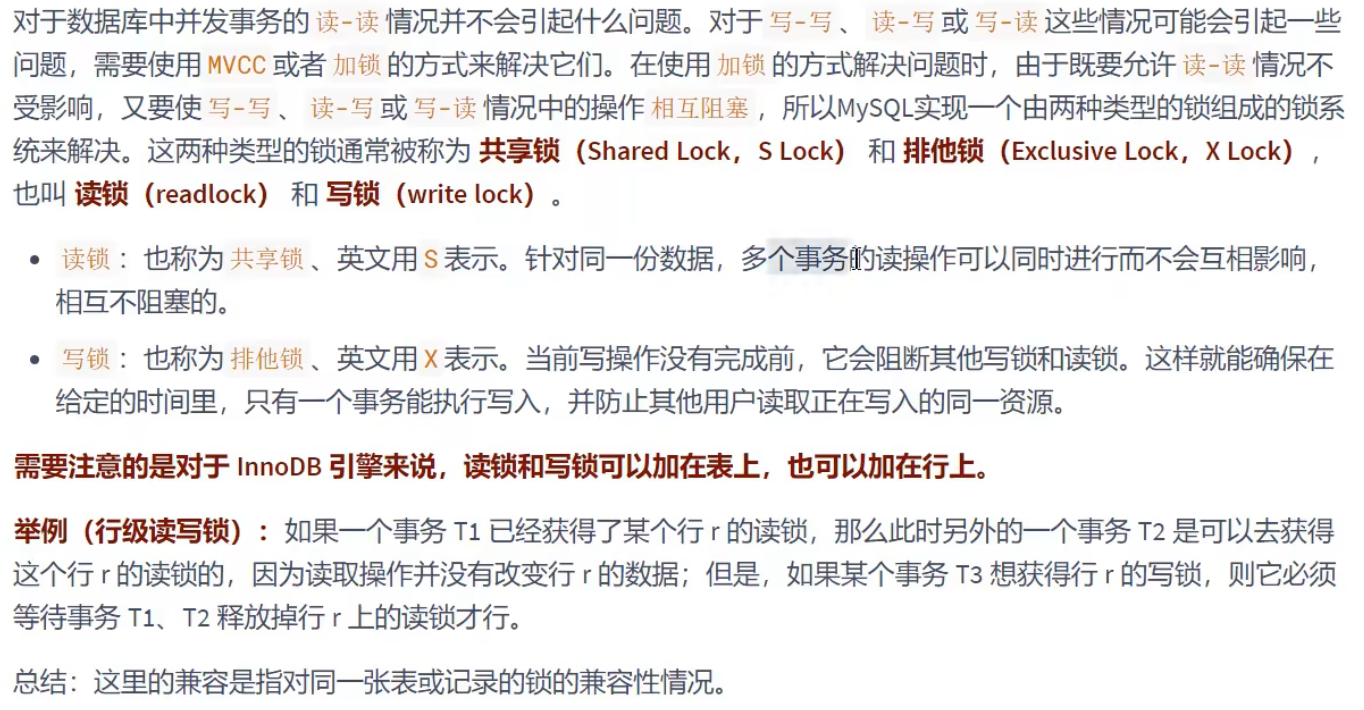 对于数据库中并发事务的 读-读 情况并不会引起什么问题。对于 写-写 、 读-写 或 写-读 这些情况可能会引起一些
问题，需要使用 MVCC 或者 加锁 的方式来解决它们。在使用 加锁 的方式解决问题时，由于既要允许 读-读 情况不
受影响，又要使 写-写 、 读-写 或 写-读 情况中的操作 相互阻塞 ，所以MySQL实现一个由两种类型的锁组成的锁系
统来解决。这两种类型的锁通常被称为 共享锁（Shared Lock，S Lock） 和 排他锁（Exclusive Lock，X Lock） ，
也叫 读锁（readlock） 和 写锁（write lock） 。
• 读锁 ：也称为 共享锁 、英文用 S 表示。针对同一份数据，多个事务的读操作可以同时进行而不会互相影响，
相互不阻塞的。
• 写锁 ：也称为 排他锁 、英文用 X 表示。当前写操作没有完成前，它会阻断其他写锁和读锁。这样就能确保在
给定的时间里，只有一个事务能执行写入，并防止其他用户读取正在写入的同一资源。
需要注意的是对于 InnoDB 引擎来说，读锁和写锁可以加在表上，也可以加在行上。
举例（行级读写锁）：如果一个事务 T1 已经获得了某个行 r 的读锁，那么此时另外的一个事务 T2 是可以去获得
这个行 r 的读锁的，因为读取操作并没有改变行 r 的数据；但是，如果某个事务 T3 想获得行 r 的写锁，则它必须
等待事务 T1、T2 释放掉行 r 上的读锁才行。
总结：这里的兼容是指对同一张表或记录的锁的兼容性情况。